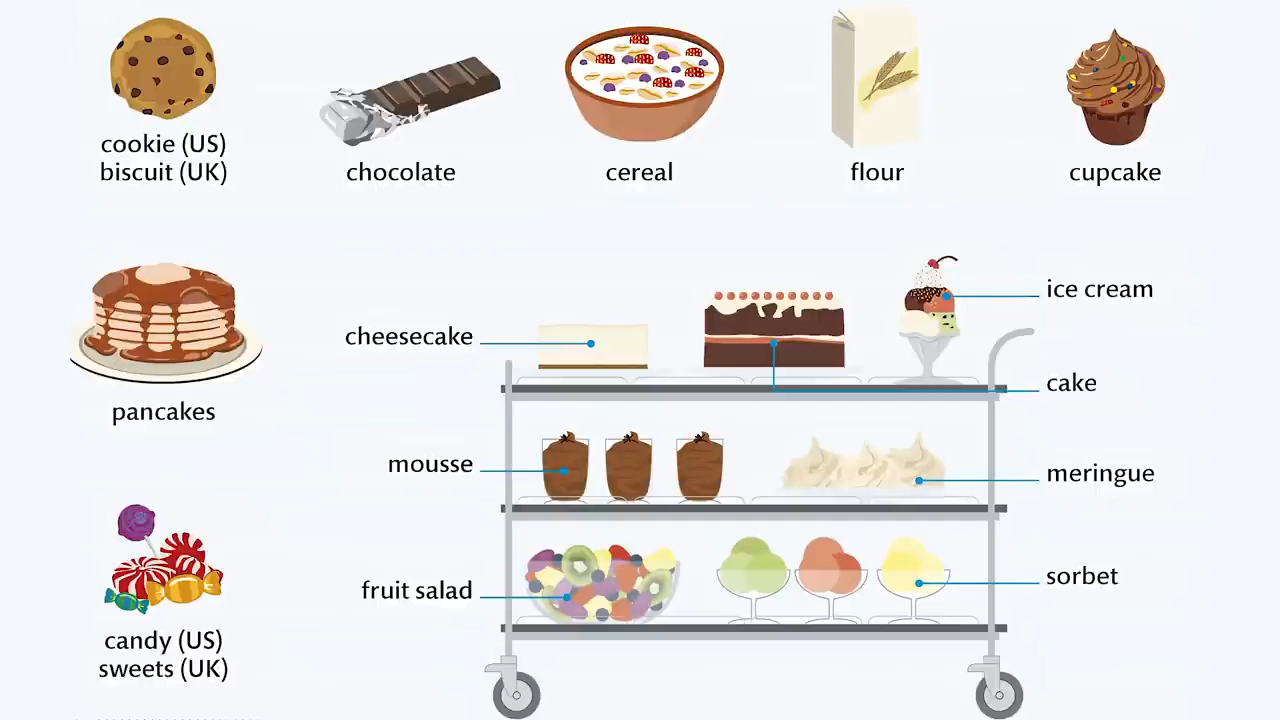 cookie (US)
biscuit (UK)
chocolate
cereal
flour
cupcake
pancakes
cheesecake
ice cream
cake
mousse
meringue
fruit salad
sorbet
candy (US)
sweets (UK)